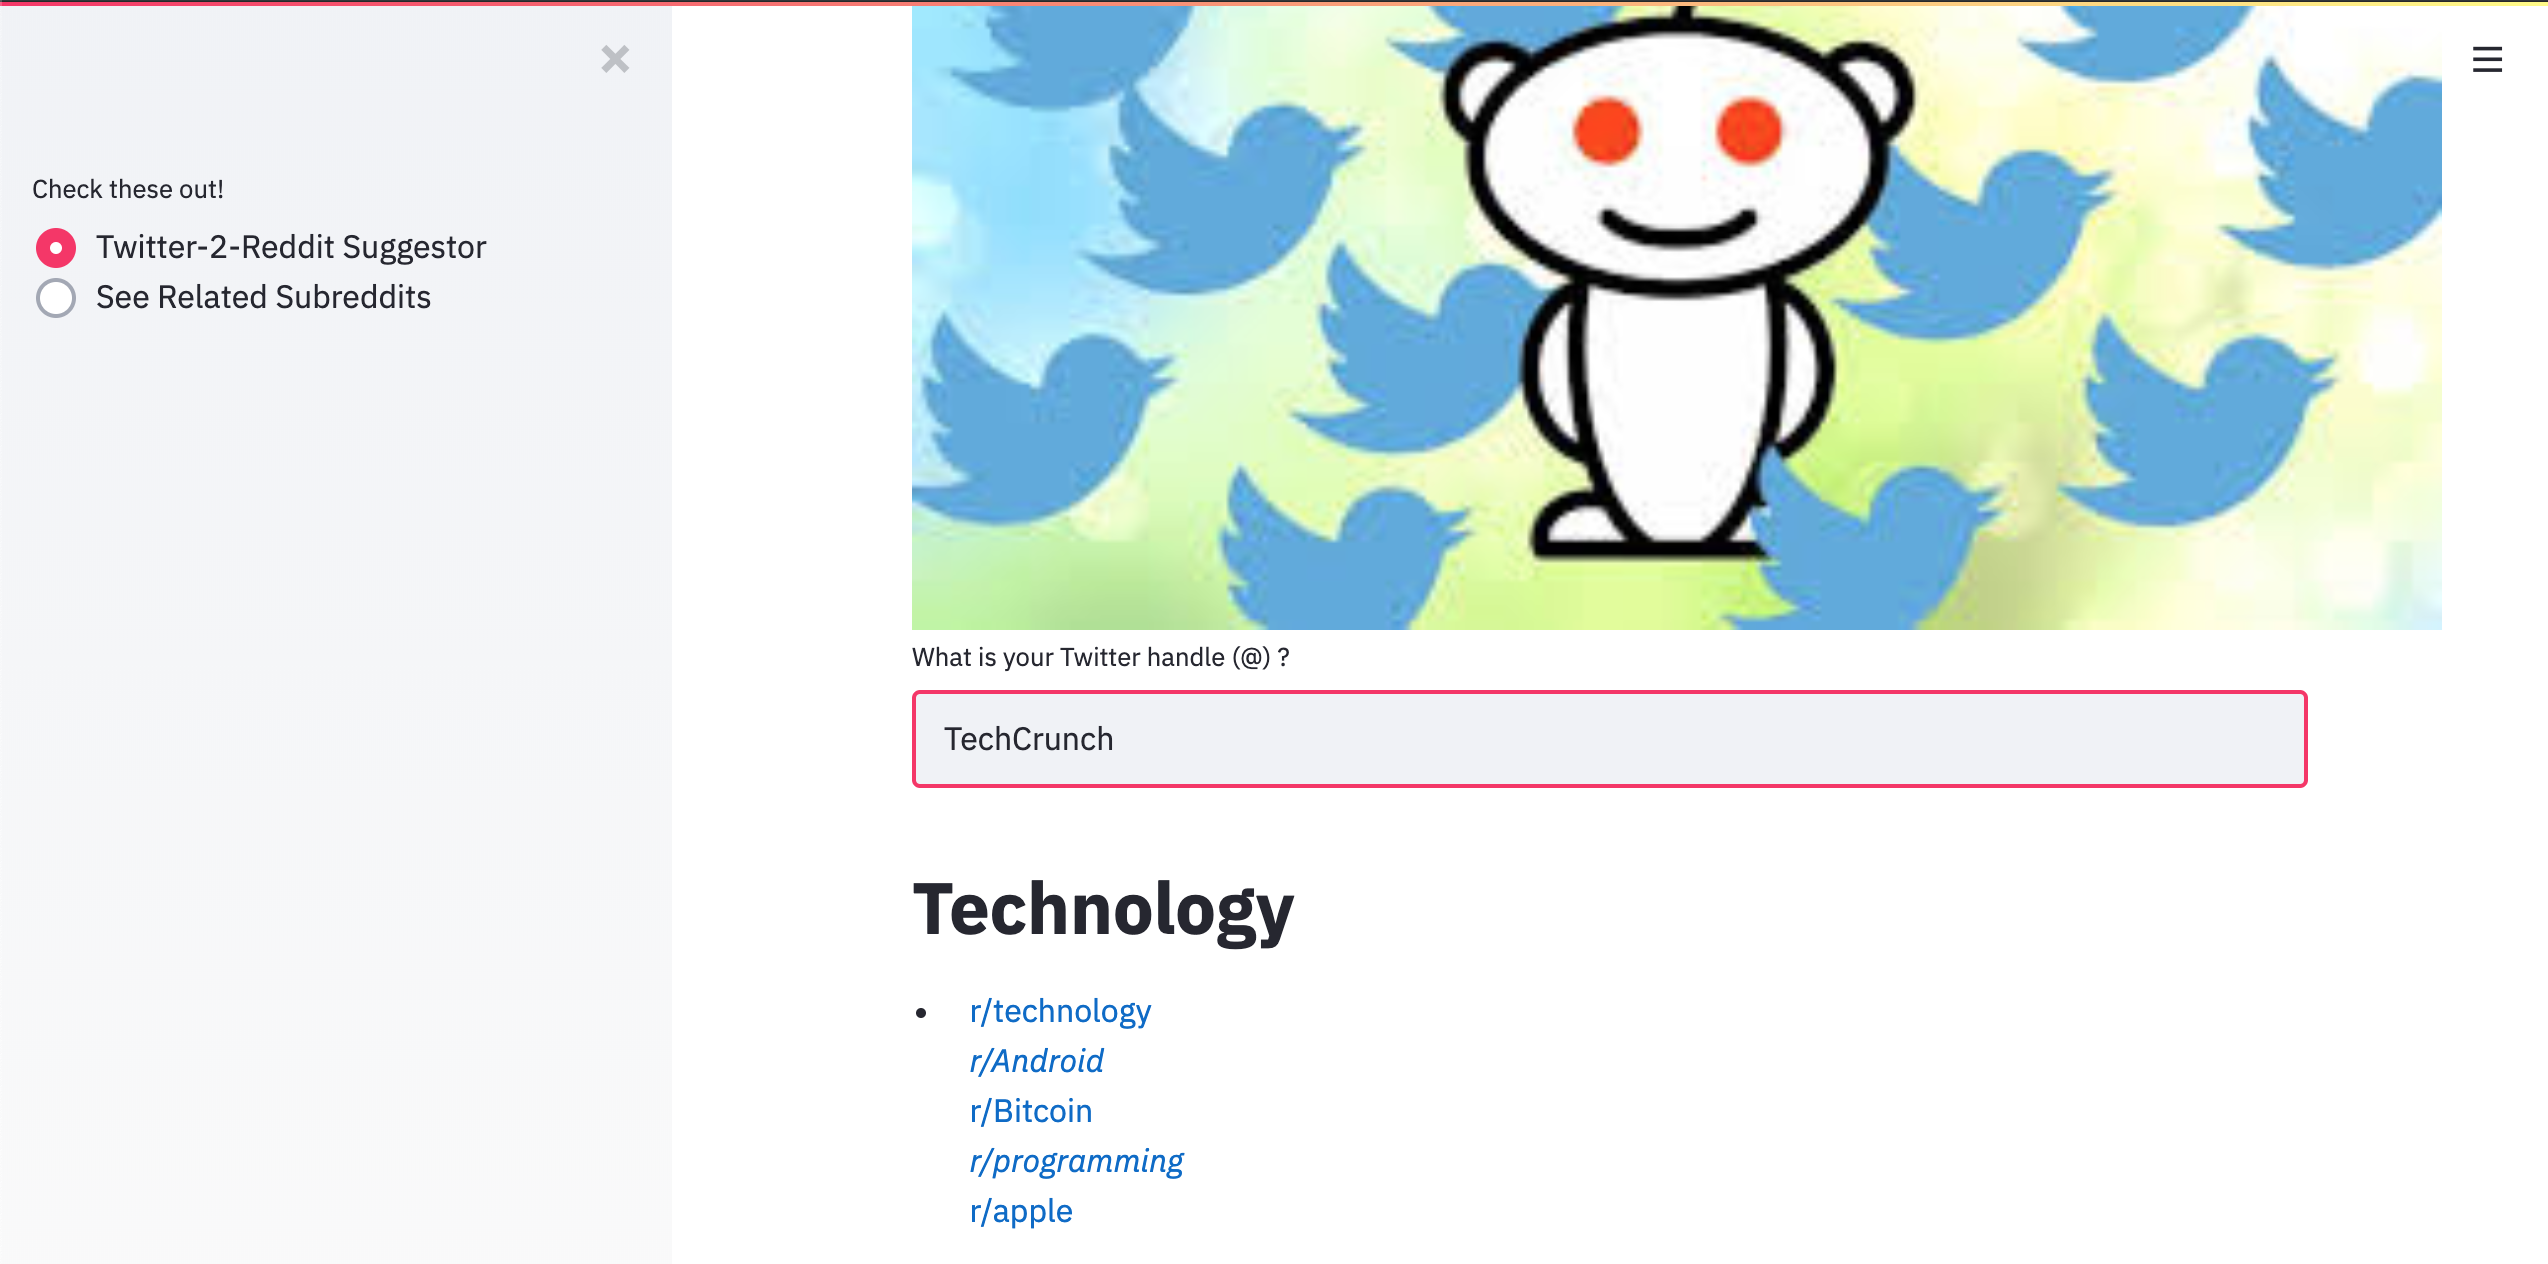 Check these out!
Twitter-2-Reddit Suggestor
See Related Subreddits
What is your Twitter handle (@) ?
TechCrunch
Technology
r/technology
r/Android
r/Bitcoin
r/programming
r/apple